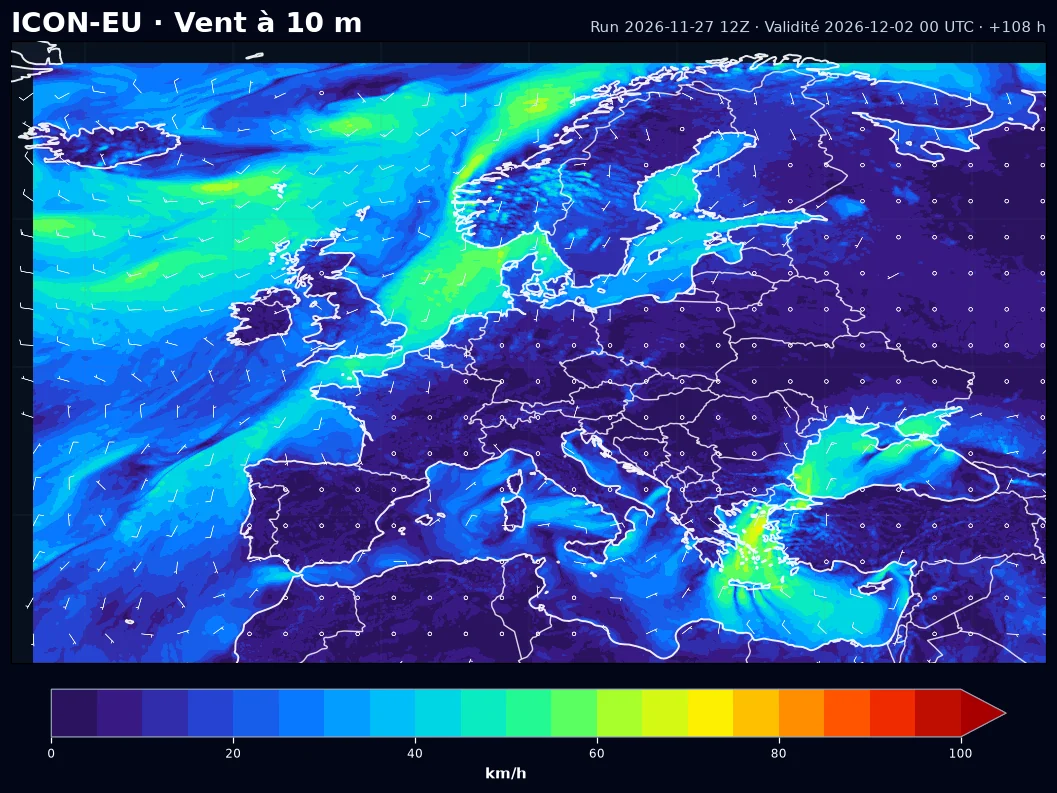 ICON-EU · Vent à 10 m
Run 2026-11-27 12Z · Validité 2026-12-02 00 UTC · +108 h
0 20 40 60 80 100
km/h